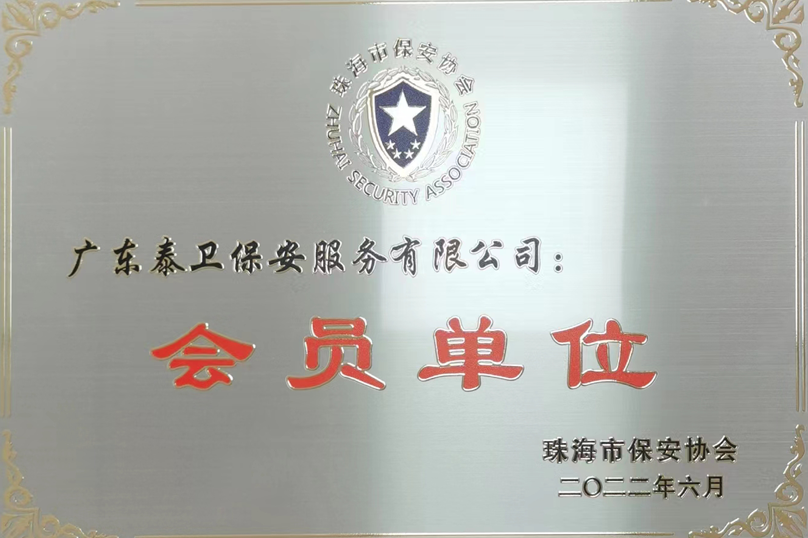 珠海市保安协会
ZHUHAI SECURITY ASSOCIATION
广东泰卫保安服务有限公司：
会员单位
珠海市保安协会
二〇二二年六月